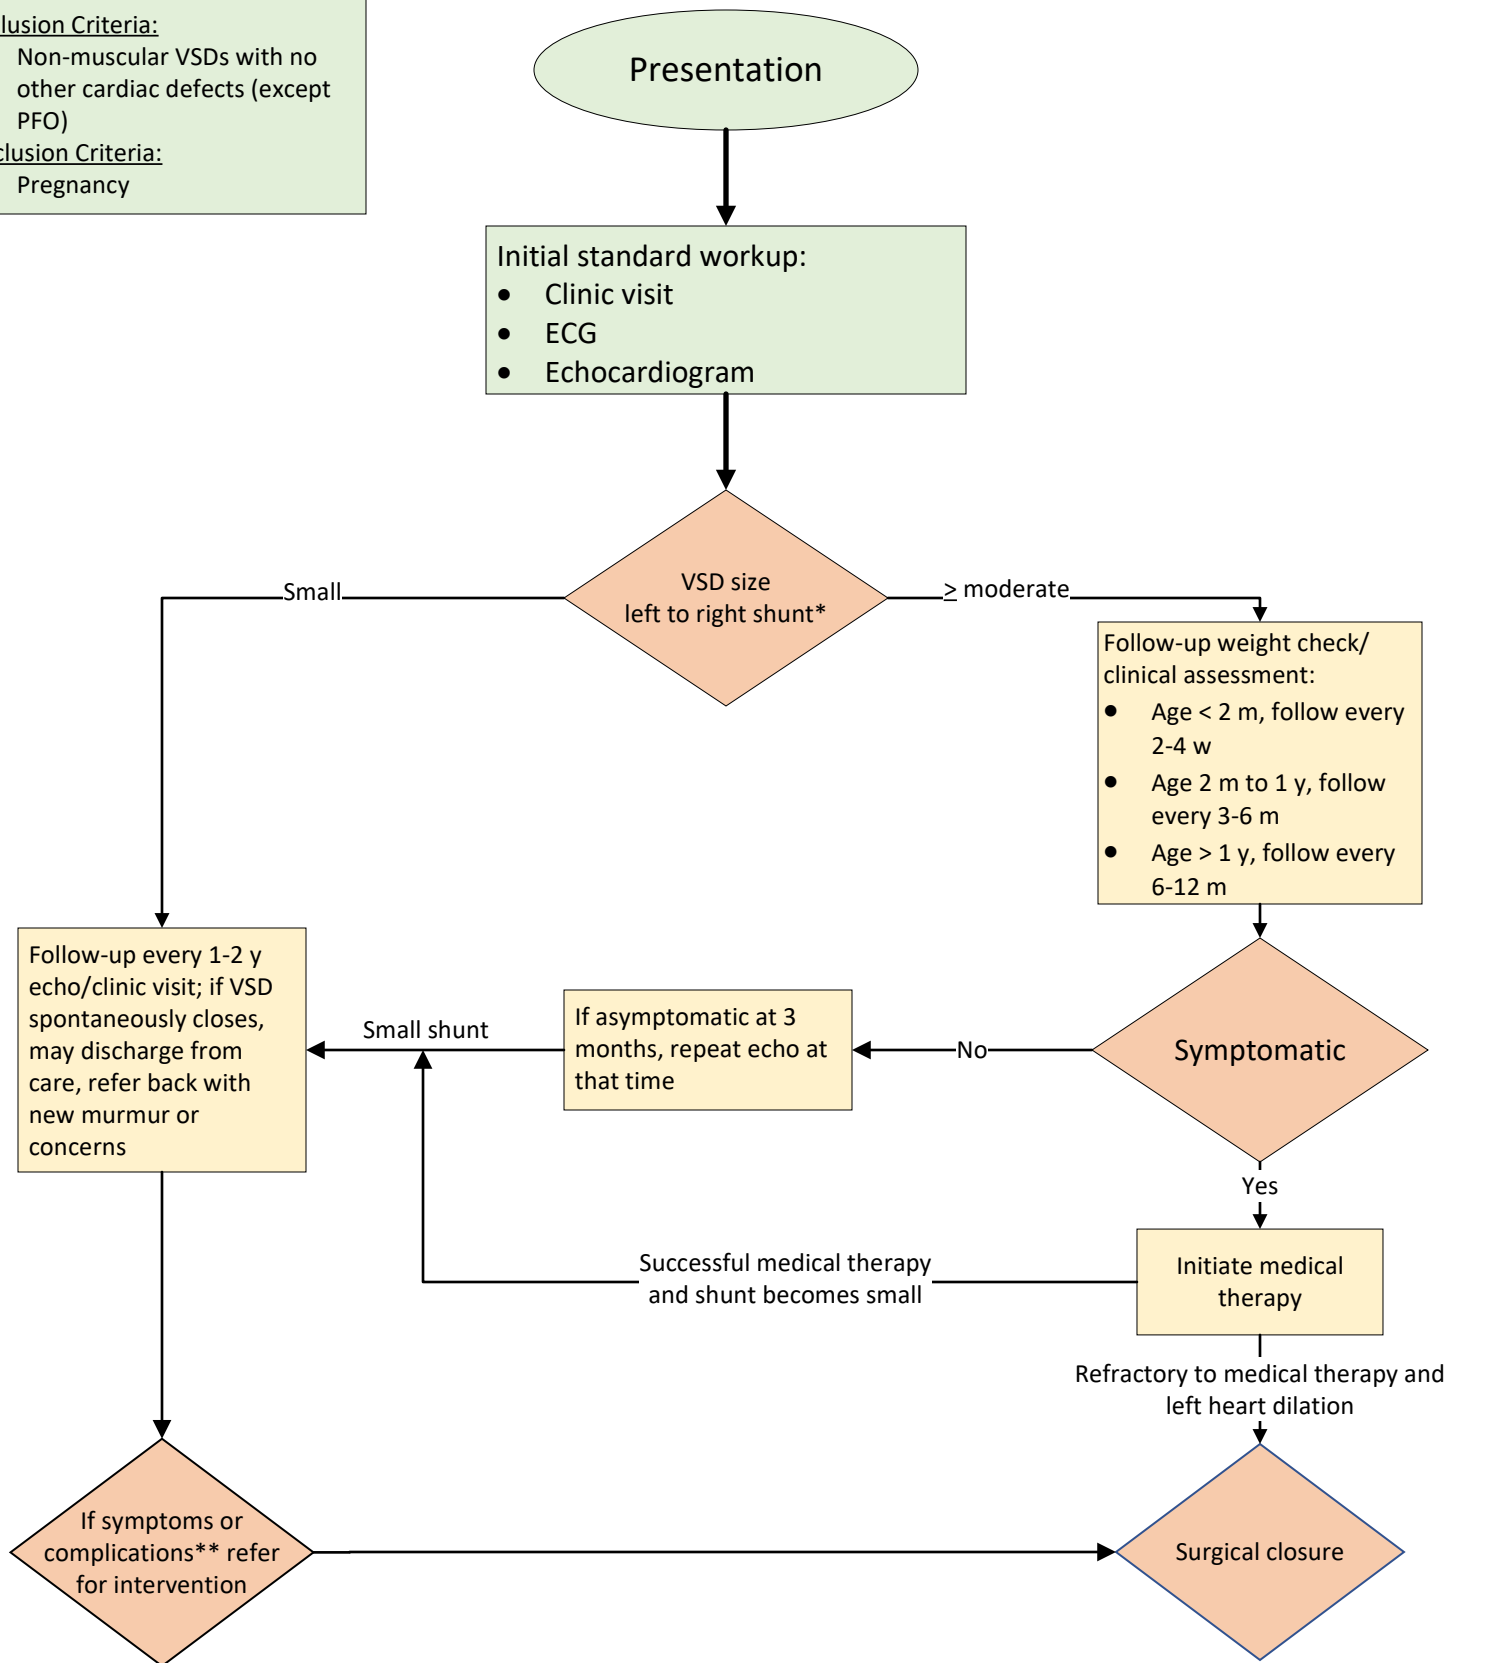 lusion Criteria:
Non-muscular VSDs with no
other cardiac defects (except
PFO)
clusion Criteria:
Pregnancy
Presentation
Initial standard workup:
• Clinic visit
• ECG
• Echocardiogram
VSD size
left to right shunt*
Small
≥ moderate
Follow-up weight check/
clinical assessment:
• Age < 2 m, follow every
2-4 w
• Age 2 m to 1 y, follow
every 3-6 m
• Age > 1 y, follow every
6-12 m
Follow-up every 1-2 y
echo/clinic visit; if VSD
spontaneously closes,
may discharge from
care, refer back with
new murmur or
concerns
Small shunt
If asymptomatic at 3
months, repeat echo at
that time
No
Symptomatic
Yes
Successful medical therapy
and shunt becomes small
Initiate medical
therapy
Refractory to medical therapy and
left heart dilation
If symptoms or
complications** refer
for intervention
Surgical closure